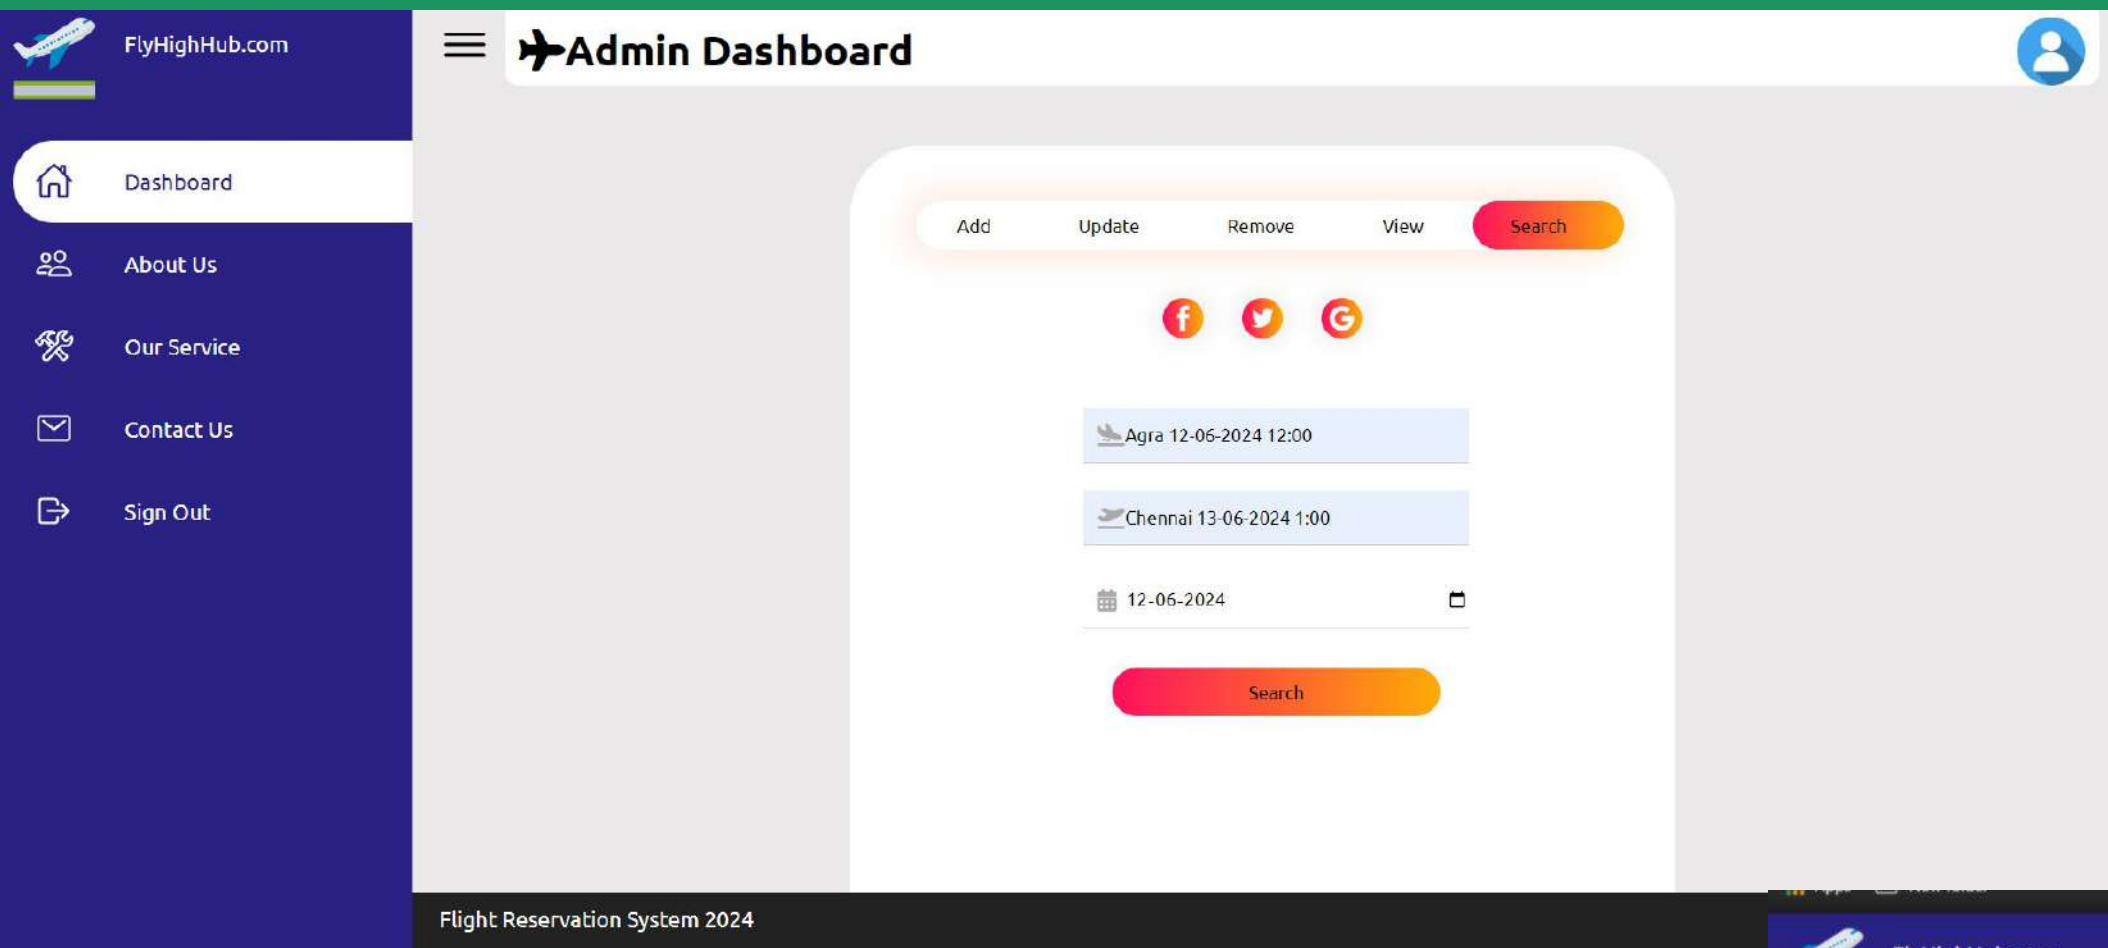 FlyHighHub.com
Admin Dashboard
Dashboard
About Us
Our Service
Contact Us
Sign Out
Add Update Remove View Search
Agra 12-06-2024 12:00
Chennai 13-06-2024 1:00
12-06-2024
Search
Flight Reservation System 2024